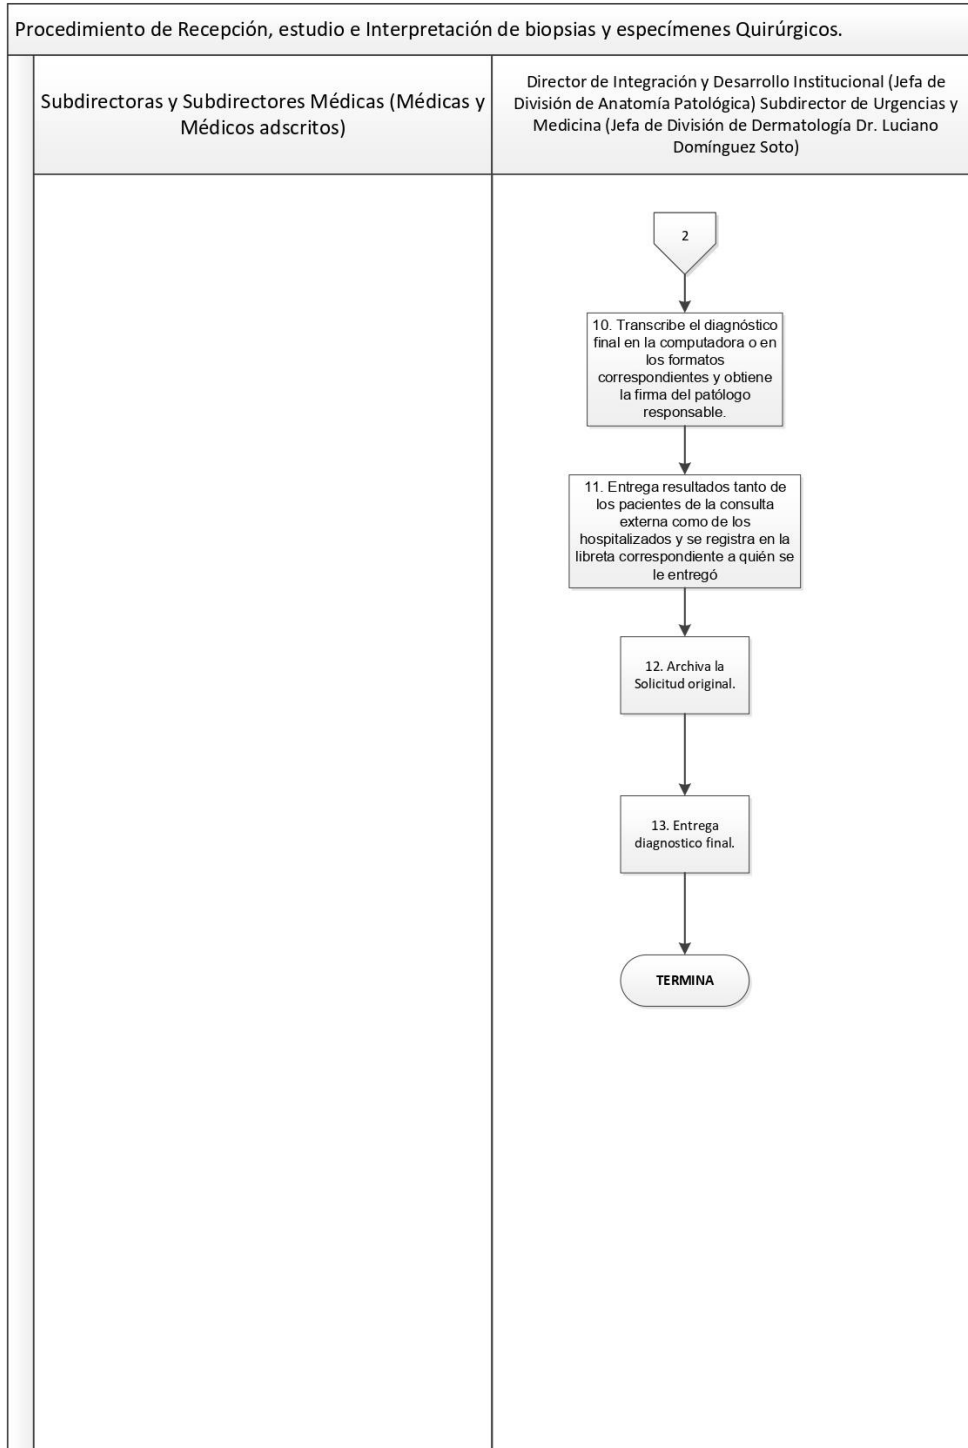 Procedimiento de Recepción, estudio e Interpretación de biopsias y especímenes Quirúrgicos.
Subdirectoras y Subdirectores Médicas (Médicas y
Médicos adscritos)
Director de Integración y Desarrollo Institucional (Jefa de
División de Anatomía Patológica) Subdirector de Urgencias y
Medicina (Jefa de División de Dermatología Dr. Luciano
Domínguez Soto)
2
10. Transcribe el diagnóstico
final en la computadora o en
los formatos
correspondientes y obtiene
la firma del patólogo
responsable.
11. Entrega resultados tanto de
los pacientes de la consulta
externa como de los
hospitalizados y se registra en la
libreta correspondiente a quién se
le entregó
12. Archiva la
Solicitud original.
13. Entrega
diagnostico final.
TERMINA